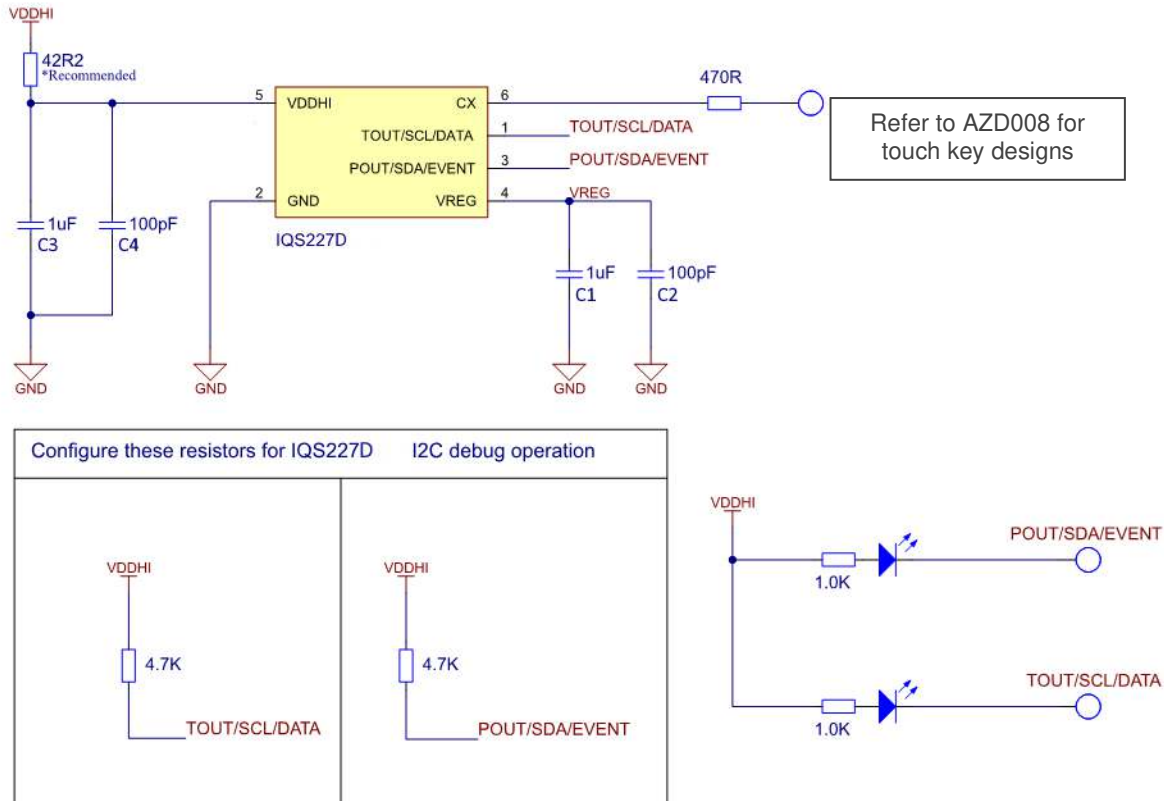 VDDHI
42R2
*Recommended
5 VDDHI CX 6
470R
TOUT/SCL/DATA 1 TOUT/SCL/DATA
POUT/SDA/EVENT 3 POUT/SDA/EVENT
2 GND VREG 4 VREG
IQS227D
Refer to AZD008 for
touch key designs
1uF
C3
100pF
C4
1uF
C1
100pF
C2
GND
GND
GND
GND
Configure these resistors for IQS227D I2C debug operation
VDDHI
4.7K
TOUT/SCL/DATA
VDDHI
4.7K
POUT/SDA/EVENT
VDDHI
POUT/SDA/EVENT
1.0K
TOUT/SCL/DATA
1.0K